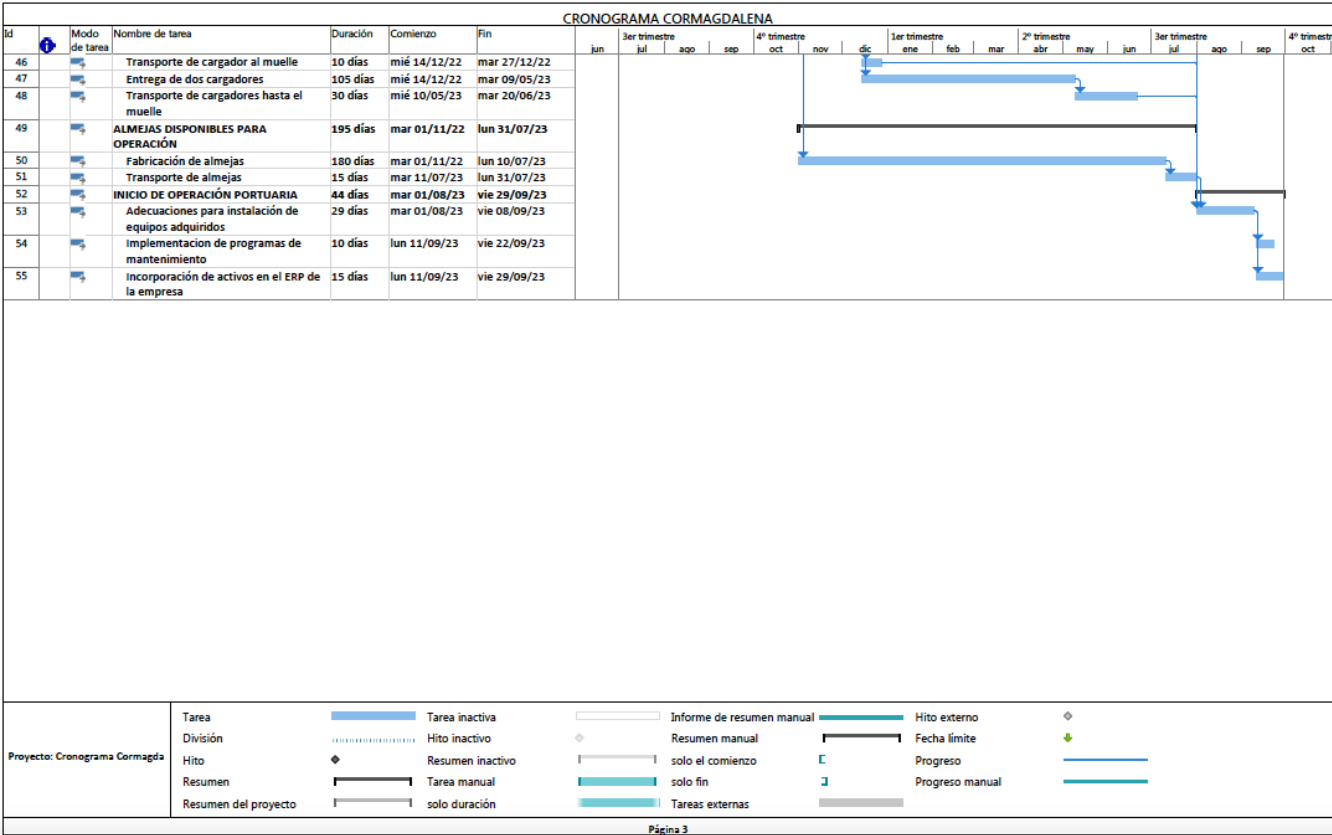 CRONOGRAMA CORMAGDALENA
Id Modo de tarea Nombre de tarea Duración Comienzo Fin
3er trimestre 4º trimestre 1er trimestre 2º trimestre 3er trimestre 4º trimestr
jun jul ago sep oct nov dic ene feb mar abr may jun jul ago sep oct
46 Transporte de cargador al muelle 10 días mié 14/12/22 mar 27/12/22
47 Entrega de dos cargadores 105 días mié 14/12/22 mar 09/05/23
48 Transporte de cargadores hasta el 30 días mié 10/05/23 mar 20/06/23
muelle
49 ALMEJAS DISPONIBLES PARA 195 días mar 01/11/22 lun 31/07/23
OPERACIÓN
50 Fabricación de almejas 180 días mar 01/11/22 lun 10/07/23
51 Transporte de almejas 15 días mar 11/07/23 lun 31/07/23
52 INICIO DE OPERACIÓN PORTUARIA 44 días mar 01/08/23 vie 29/09/23
53 Adecuaciones para instalación de 29 días mar 01/08/23 vie 08/09/23
equipos adquiridos
54 Implementacion de programas de 10 días lun 11/09/23 vie 22/09/23
mantenimiento
55 Incorporación de activos en el ERP de 15 días lun 11/09/23 vie 29/09/23
la empresa
Proyecto: Cronograma Cormagda
Tarea Tarea inactiva Informe de resumen manual Hito externo
División Hito inactivo Resumen manual Fecha límite
Hito Resumen inactivo solo el comienzo Progreso
Resumen Tarea manual solo fin Progreso manual
Resumen del proyecto solo duración Tareas externas
Página 3